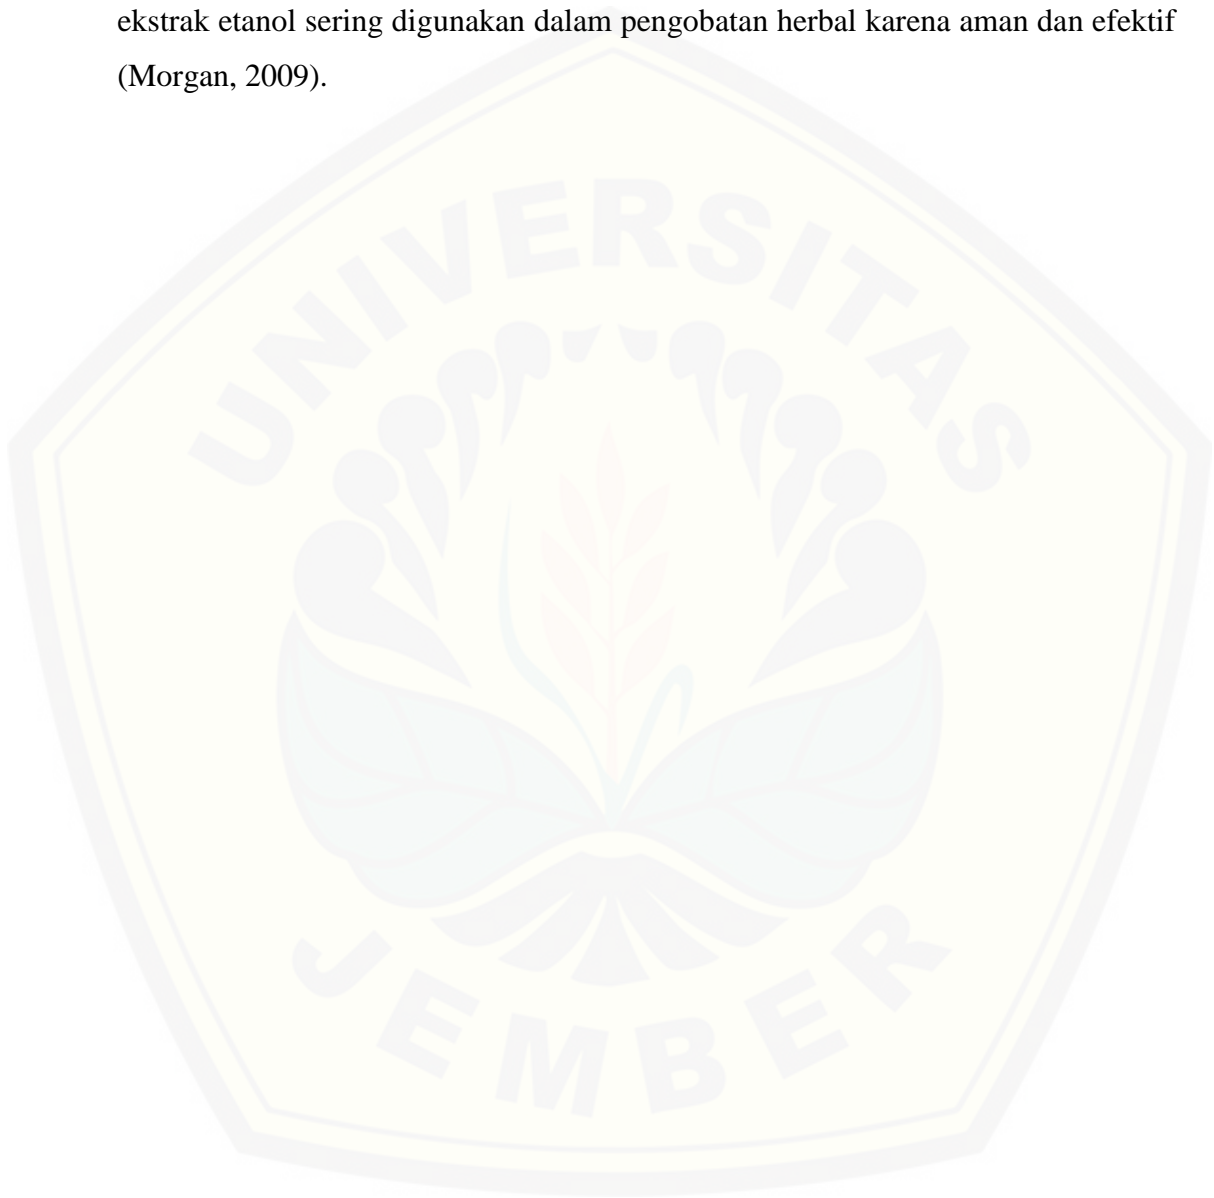 ekstrak etanol sering digunakan dalam pengobatan herbal karena aman dan efektif
(Morgan, 2009).
UNIVERSITAS
JEMBER